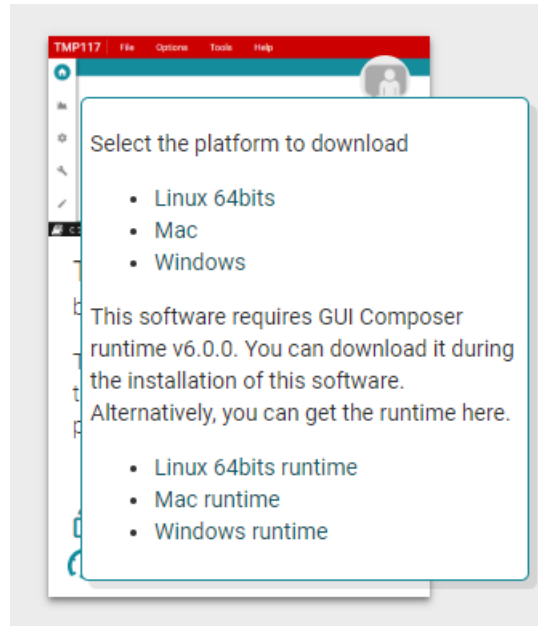 TMP117 File Options Tools Help
Select the platform to download
Linux 64bits
Mac
Windows
This software requires GUI Composer
runtime v6.0.0. You can download it during
the installation of this software.
Alternatively, you can get the runtime here.
Linux 64bits runtime
Mac runtime
Windows runtime